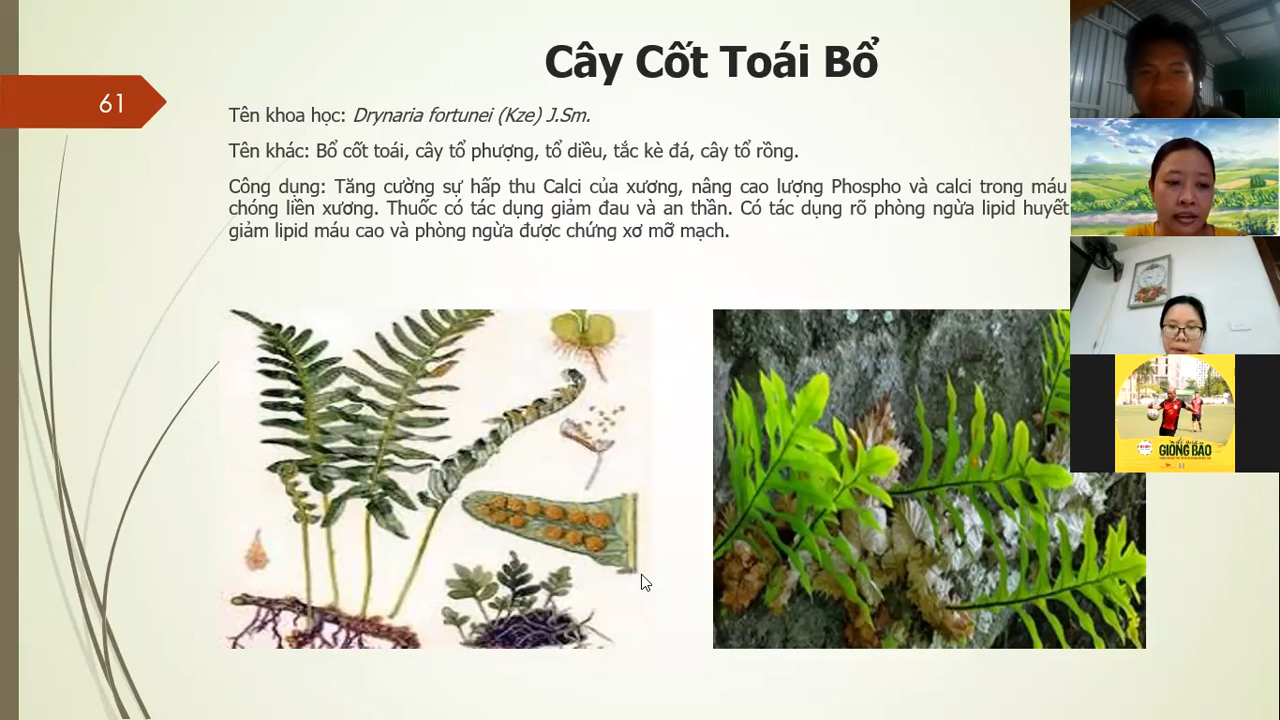 Cây Cốt Toái Bổ
61
Tên khoa học: Drynaria fortunei (Kze) J.Sm.
Tên khác: Bổ cốt toái, cây tổ phượng, tổ diều, tắc kè đá, cây tổ rồng.
Công dụng: Tăng cường sự hấp thu Calci của xương, nâng cao lượng Phospho và calci trong máu
chóng liền xương. Thuốc có tác dụng giảm đau và an thần. Có tác dụng rõ phòng ngừa lipid huyết
giảm lipid máu cao và phòng ngừa được chứng xơ mỡ mạch.
GIÔNG BÃO